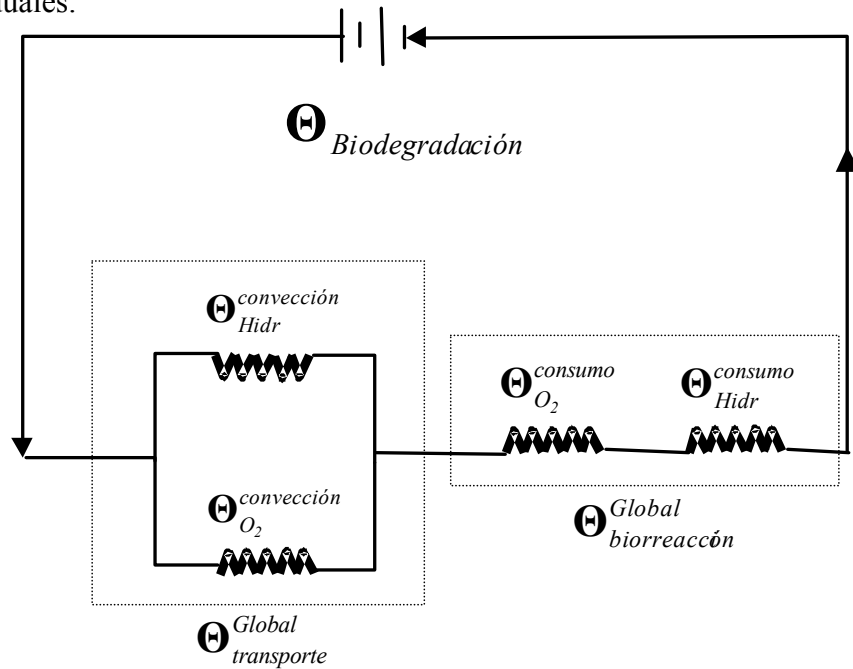 uales.
Θ Biodegradación
Θ convección Hidr
Θ consumo O2
Θ consumo Hidr
Θ convección O2
Θ Global biorreacción
Θ Global transporte